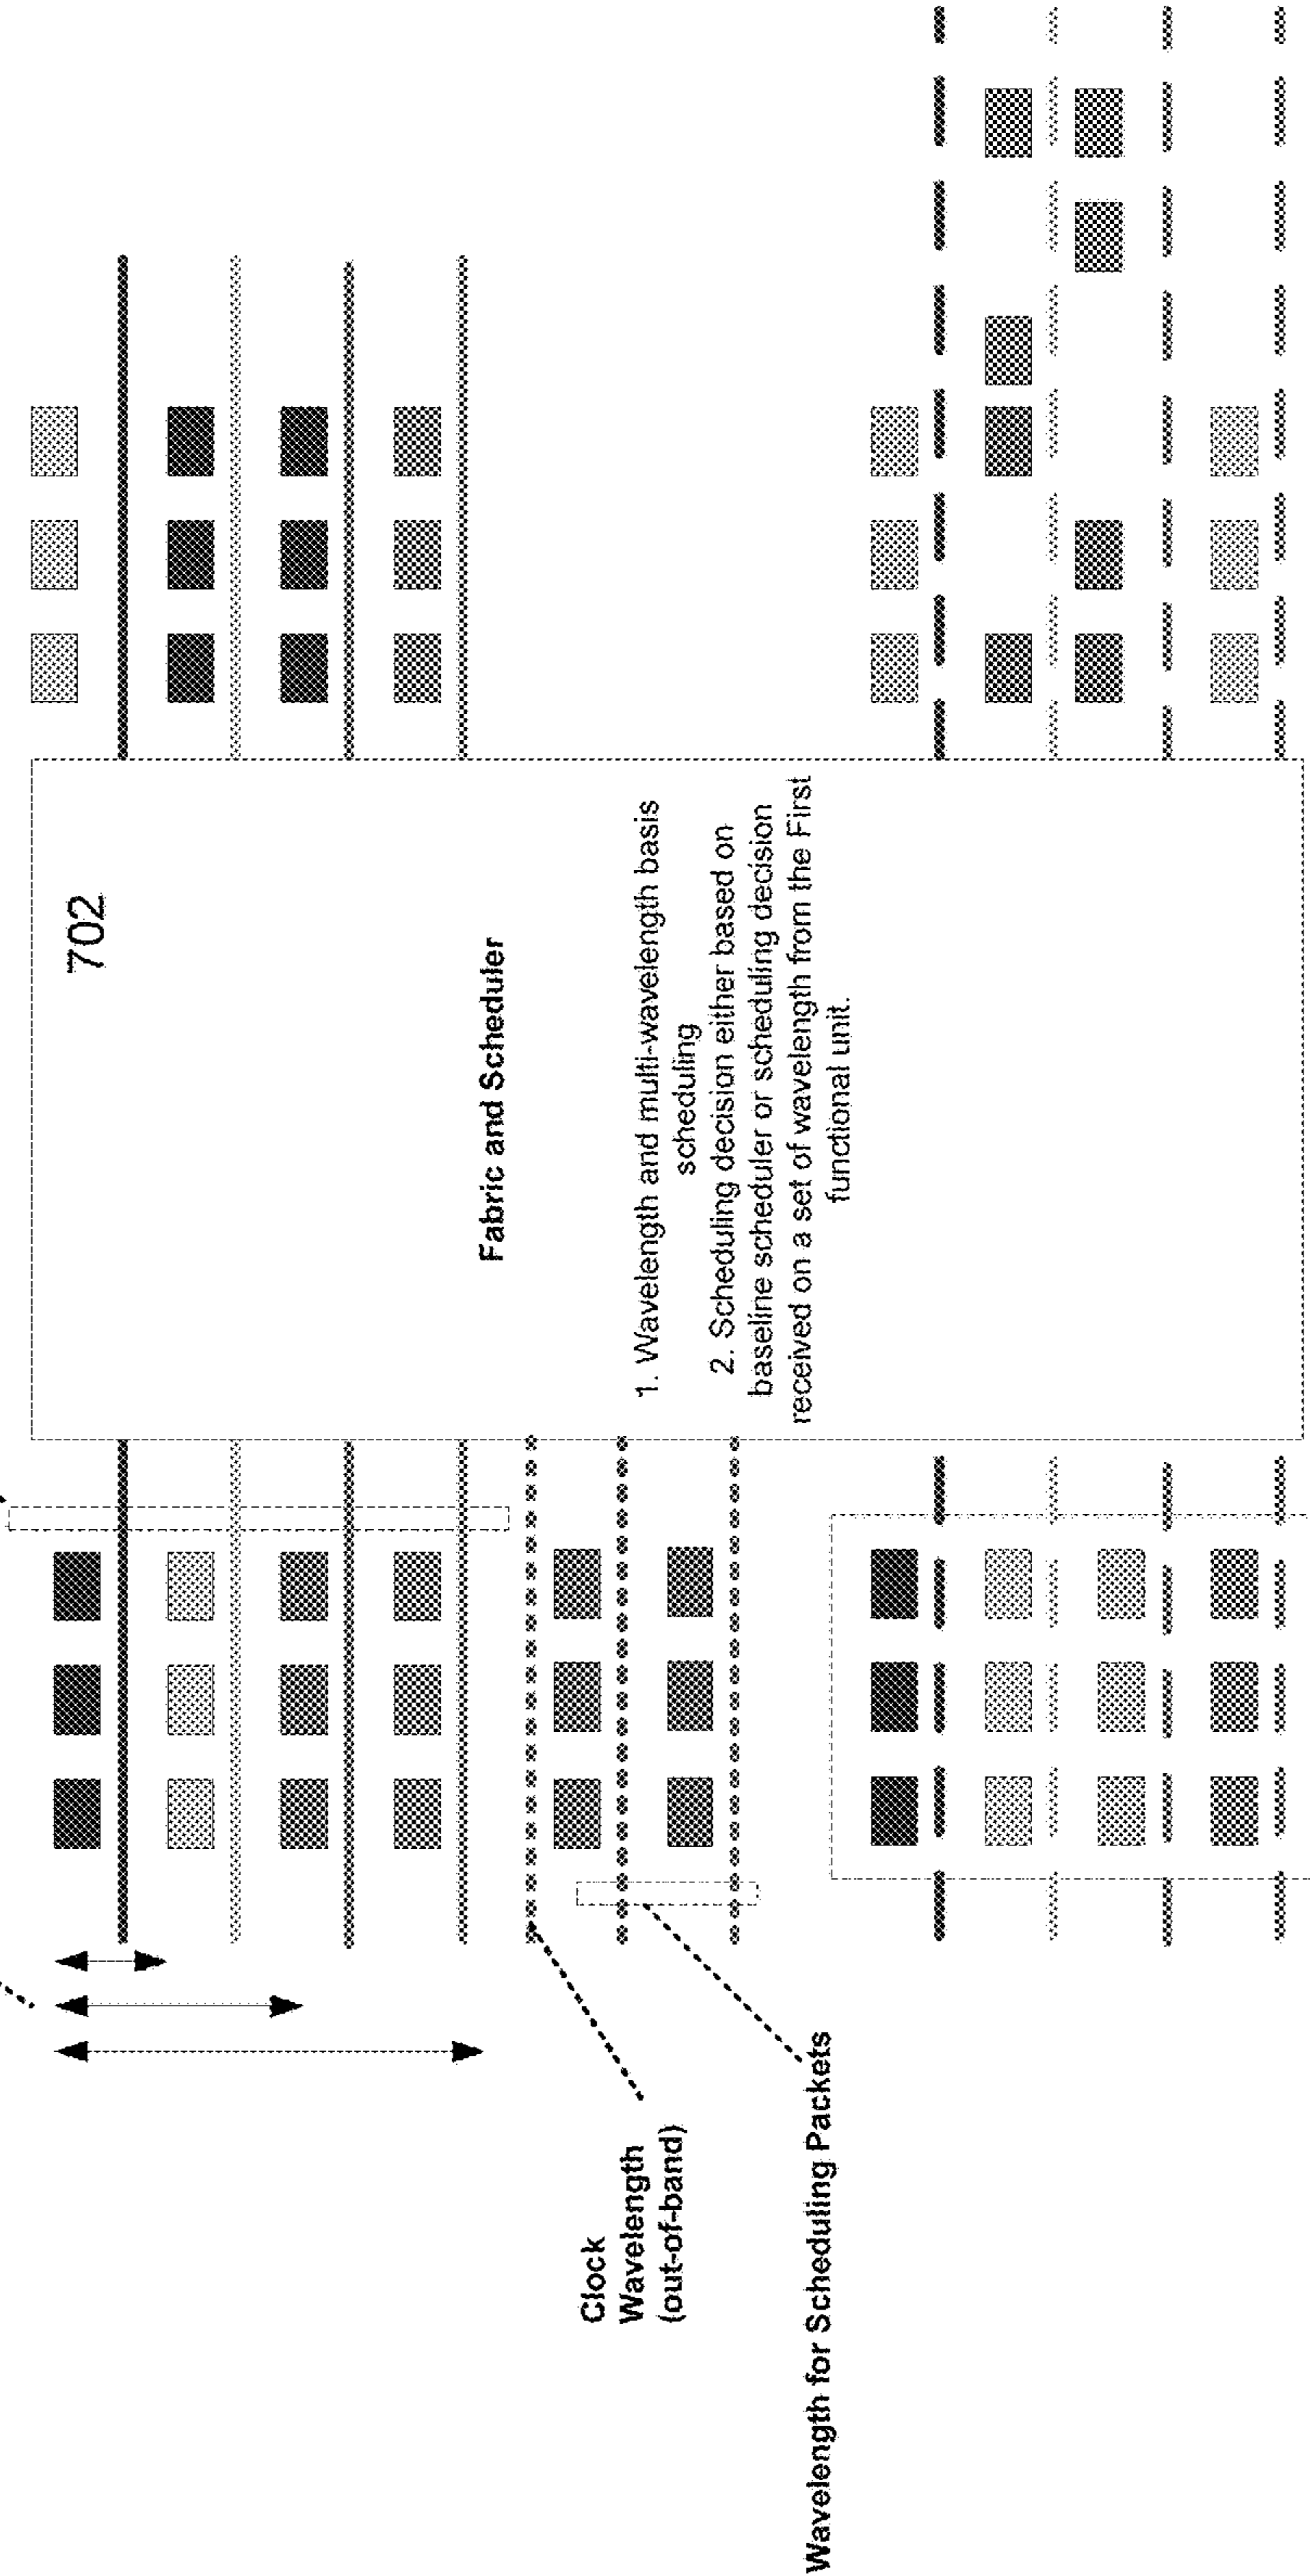 702
Fabric and Scheduler
1. Wavelength and multi-wavelength basis
scheduling
2. Scheduling decision either based on
baseline scheduler or scheduling decision
received on a set of wavelength from the First
functional unit.
Clock
Wavelength
(out-of-band)
Wavelength for Scheduling Packets